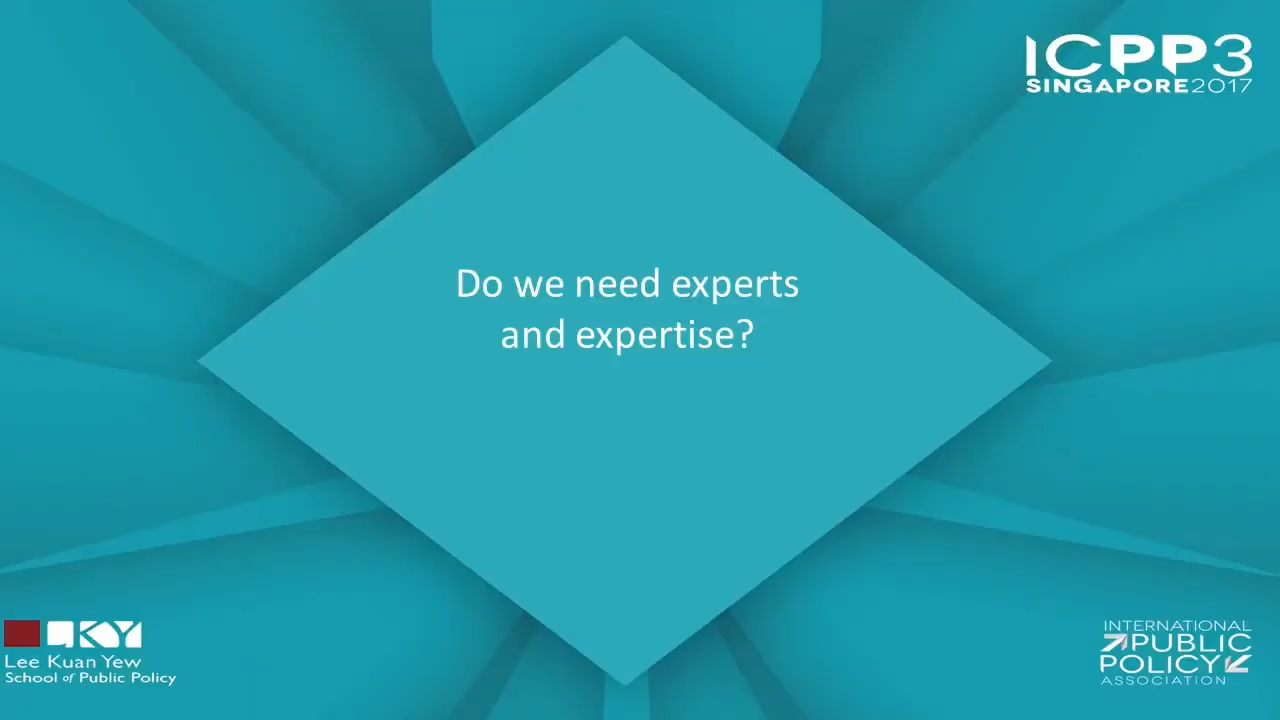 ICPP3
SINGAPORE2017
Do we need experts
and expertise?
LKY
Lee Kuan Yew
School of Public Policy
INTERNATIONAL
PUBLIC
POLICY
ASSOCIATION